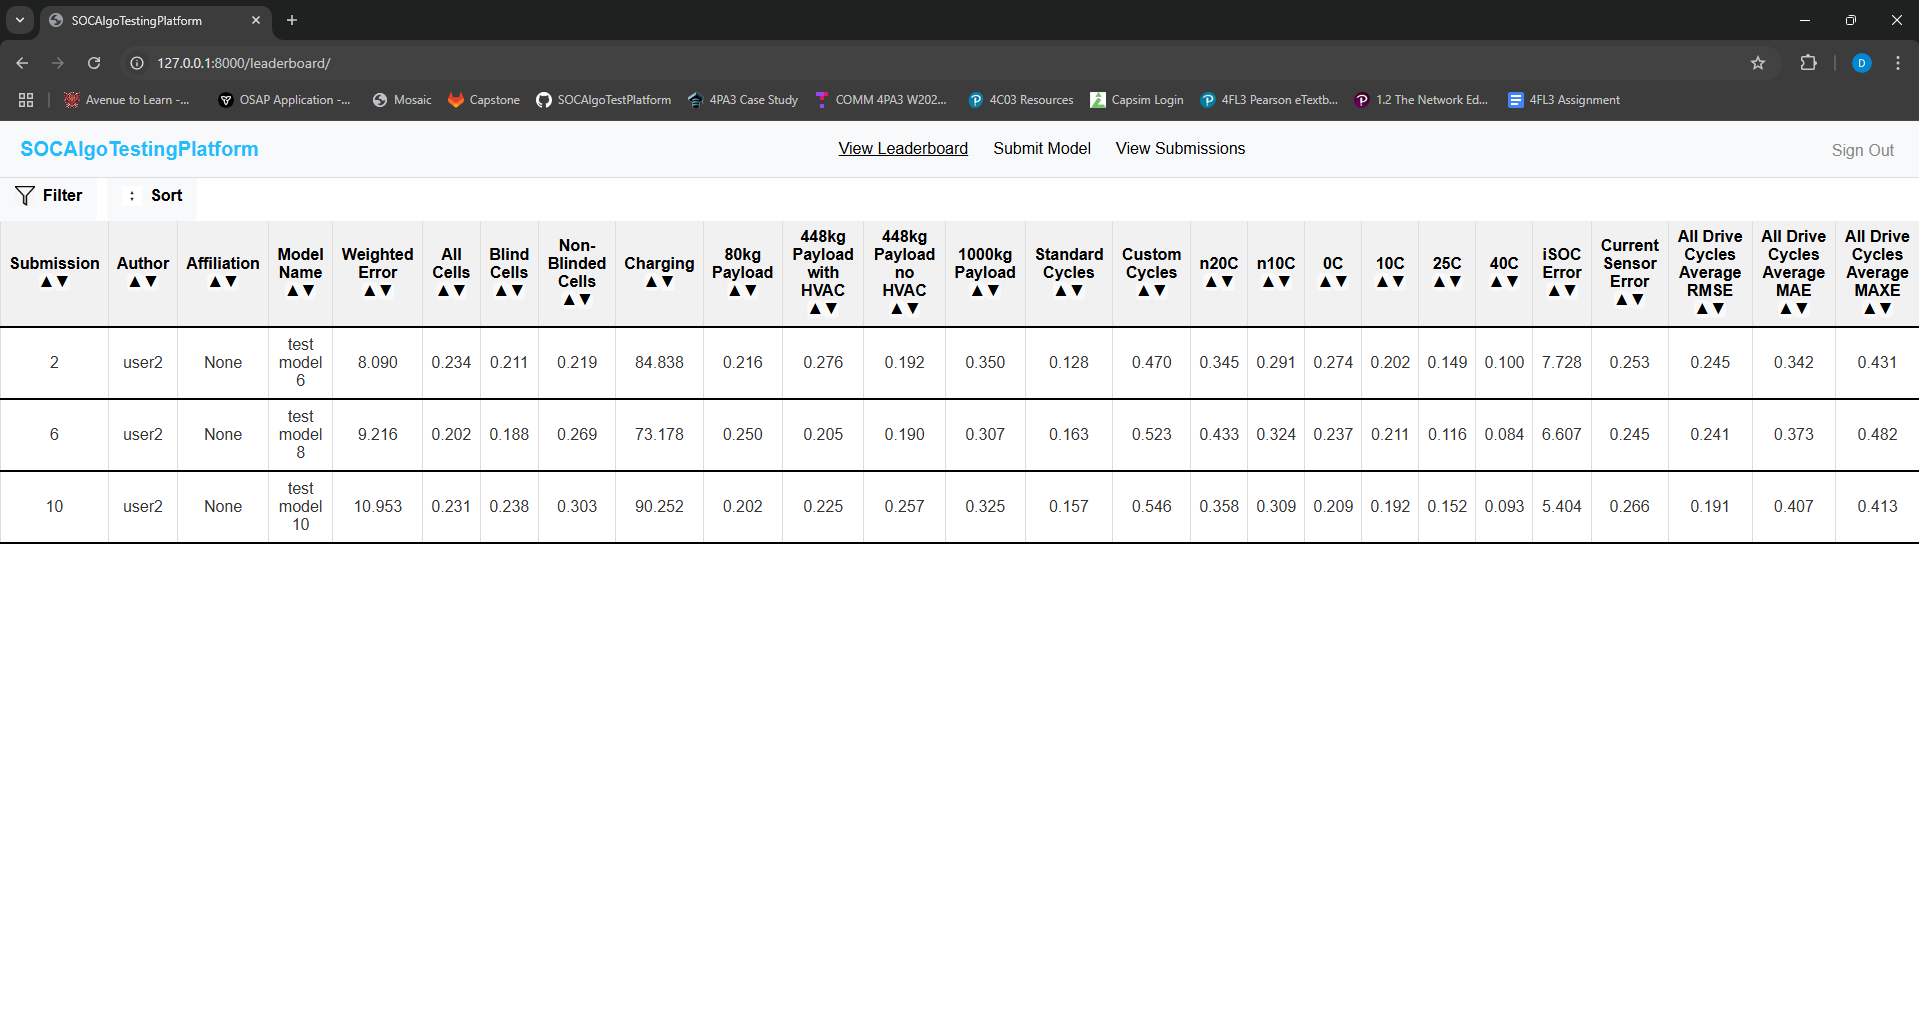 SOCAlgoTestingPlatform
127.0.0.1:8000/leaderboard/
D
Avenue to Learn -...
OSAP Application -...
Mosaic
Capstone
SOCAlgoTestPlatform
4PA3 Case Study
COMM 4PA3 W202...
4C03 Resources
Capsim Login
4FL3 Pearson eTextb...
1.2 The Network Ed...
4FL3 Assignment
SOCAlgoTestingPlatform
View Leaderboard
Submit Model
View Submissions
Sign Out
Filter
Sort
Submission
▲▼
Author
▲▼
Affiliation
▲▼
Model
Name
▲▼
Weighted
Error
▲▼
All
Cells
▲▼
Blind
Cells
▲▼
Non-
Blinded
Cells
▲▼
Charging
▲▼
80kg
Payload
▲▼
448kg
Payload
with
HVAC
▲▼
448kg
Payload
no
HVAC
▲▼
1000kg
Payload
▲▼
Standard
Cycles
▲▼
Custom
Cycles
▲▼
n20C
▲▼
n10C
▲▼
0C
▲▼
10C
▲▼
25C
▲▼
40C
▲▼
iSOC
Error
▲▼
Current
Sensor
Error
▲▼
All Drive
Cycles
Average
RMSE
▲▼
All Drive
Cycles
Average
MAE
▲▼
All Drive
Cycles
Average
MAXE
▲▼
2
user2
None
test
model
6
8.090
0.234
0.211
0.219
84.838
0.216
0.276
0.192
0.350
0.128
0.470
0.345
0.291
0.274
0.202
0.149
0.100
7.728
0.253
0.245
0.342
0.431
6
user2
None
test
model
8
9.216
0.202
0.188
0.269
73.178
0.250
0.205
0.190
0.307
0.163
0.523
0.433
0.324
0.237
0.211
0.116
0.084
6.607
0.245
0.241
0.373
0.482
10
user2
None
test
model
10
10.953
0.231
0.238
0.303
90.252
0.202
0.225
0.257
0.325
0.157
0.546
0.358
0.309
0.209
0.192
0.152
0.093
5.404
0.266
0.191
0.407
0.413